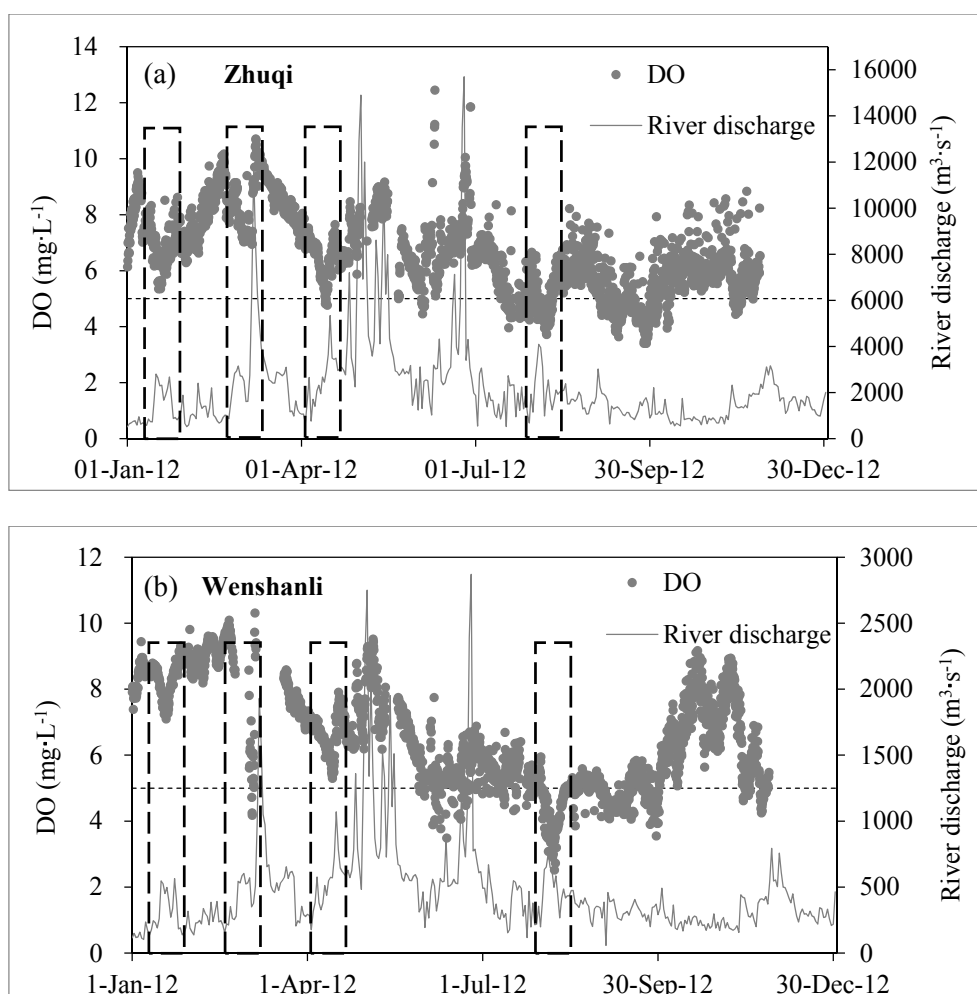 (a) Zhuqi
DO
River discharge
14
12
10
8
6
4
2
0
DO (mg·L-1)
16000
14000
12000
10000
8000
6000
4000
2000
0
River discharge (m³·s⁻¹)
01-Jan-12 01-Apr-12 01-Jul-12 30-Sep-12 30-Dec-12
(b) Wenshanli
DO
River discharge
12
10
8
6
4
2
0
DO (mg·L-1)
3000
2500
2000
1500
1000
500
0
River discharge (m³·s⁻¹)
1-Jan-12 1-Apr-12 1-Jul-12 30-Sep-12 30-Dec-12